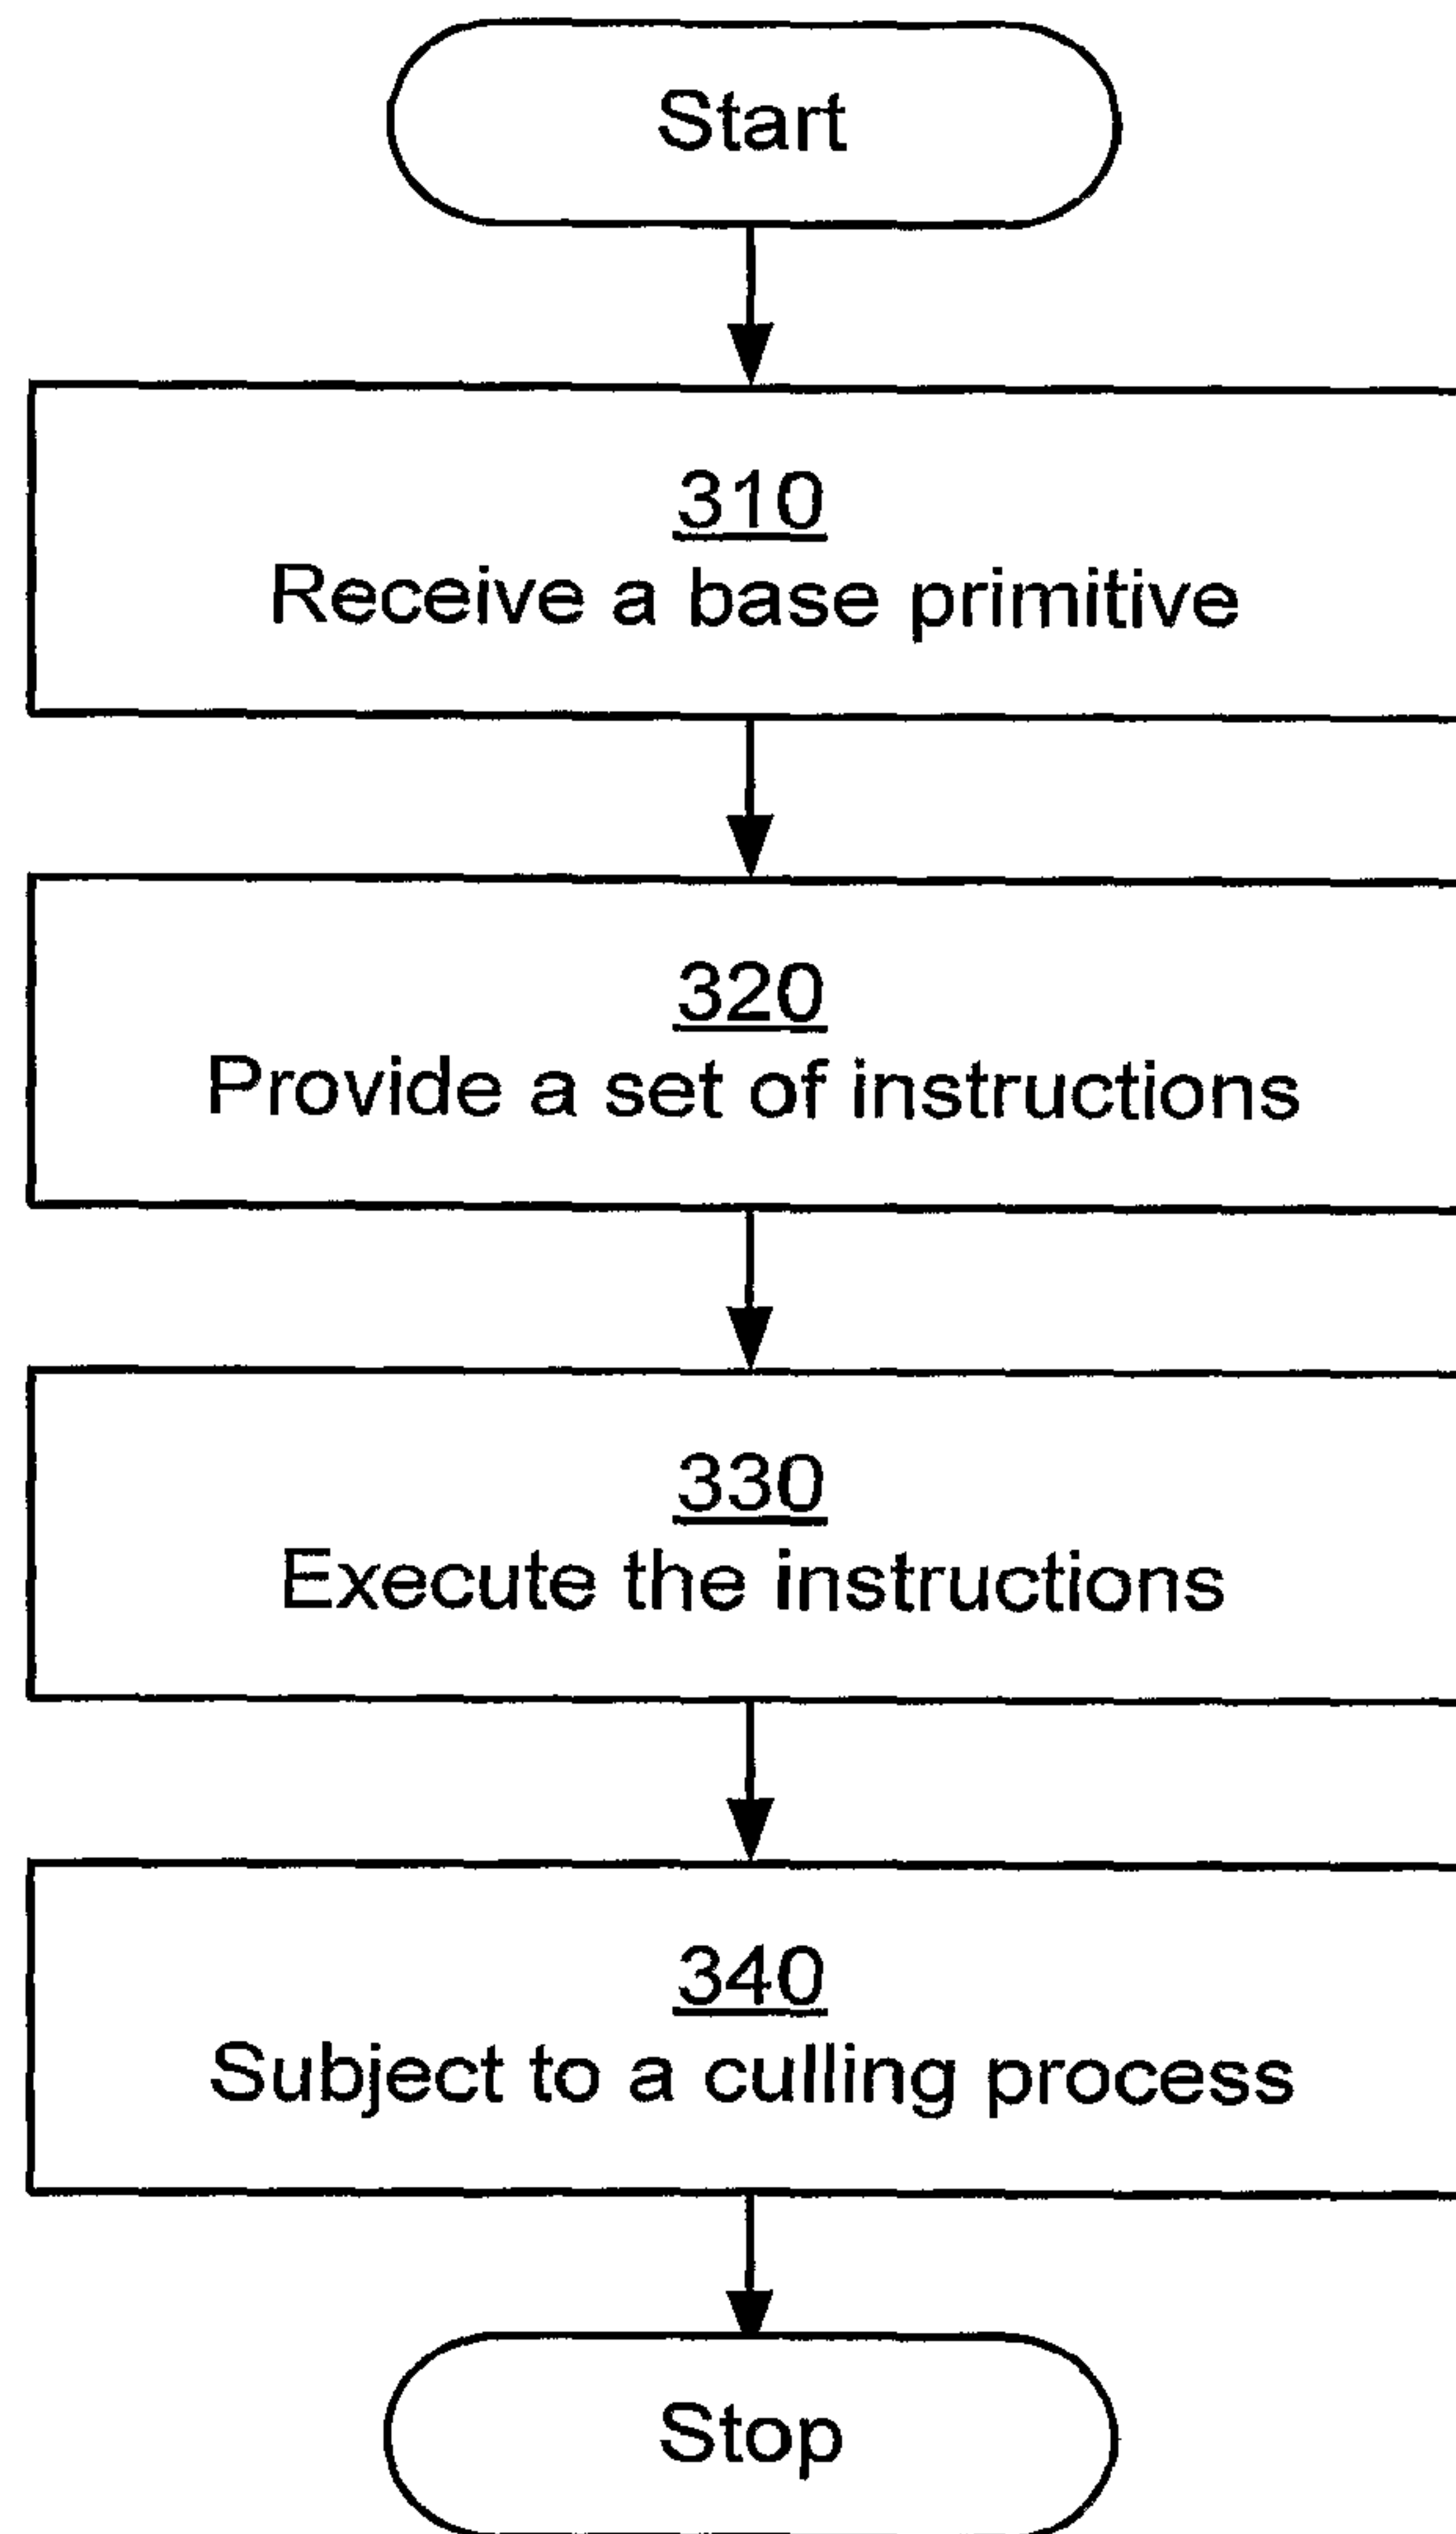 Start
310
Receive a base primitive
320
Provide a set of instructions
330
Execute the instructions
340
Subject to a culling process
Stop